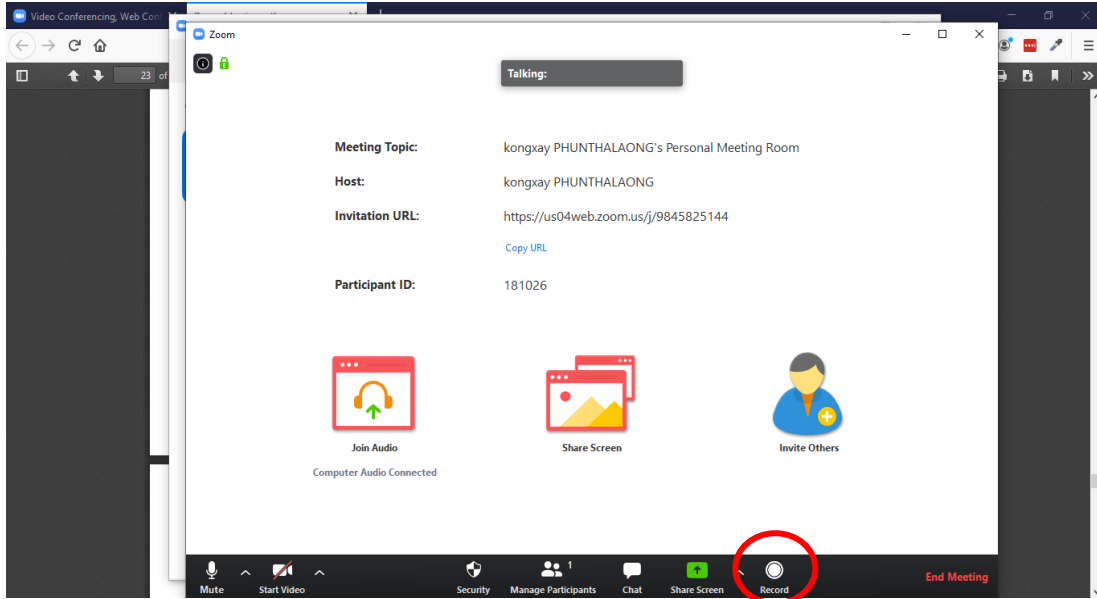 Video Conferencing, Web Con
Zoom
23 of
Talking:
Meeting Topic: kongxay PHUNTHALAONG's Personal Meeting Room
Host: kongxay PHUNTHALAONG
Invitation URL: https://us04web.zoom.us/j/9845825144
Copy URL
Participant ID: 181026
Join Audio Share Screen Invite Others
Computer Audio Connected
1
Mute Start Video Security Manage Participants Chat Share Screen Record End Meeting